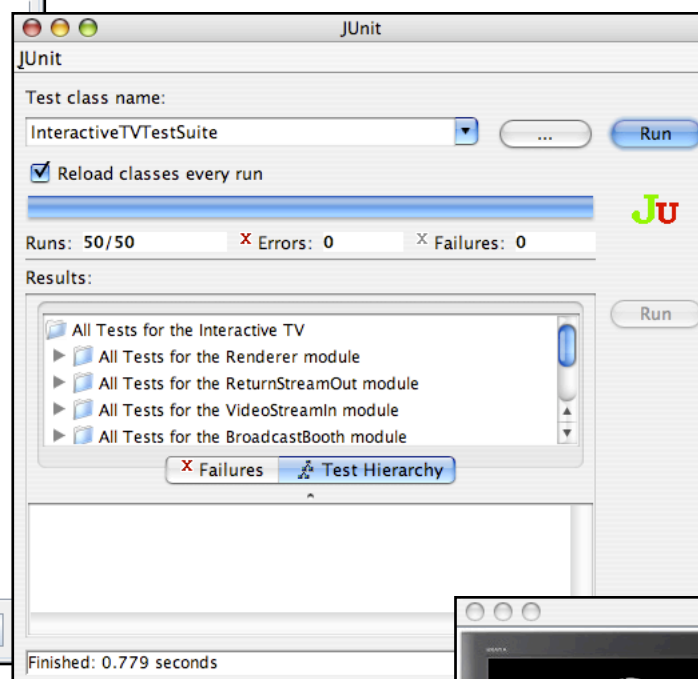 JUnit
JUnit
Test class name:
InteractiveTVTestSuite ... Run
Reload classes every run
JU
Runs: 50/50 X Errors: 0 X Failures: 0
Results:
Run
All Tests for the Interactive TV
All Tests for the Renderer module
All Tests for the ReturnStreamOut module
All Tests for the VideoStreamIn module
All Tests for the BroadcastBooth module
X Failures Test Hierarchy
Finished: 0.779 seconds